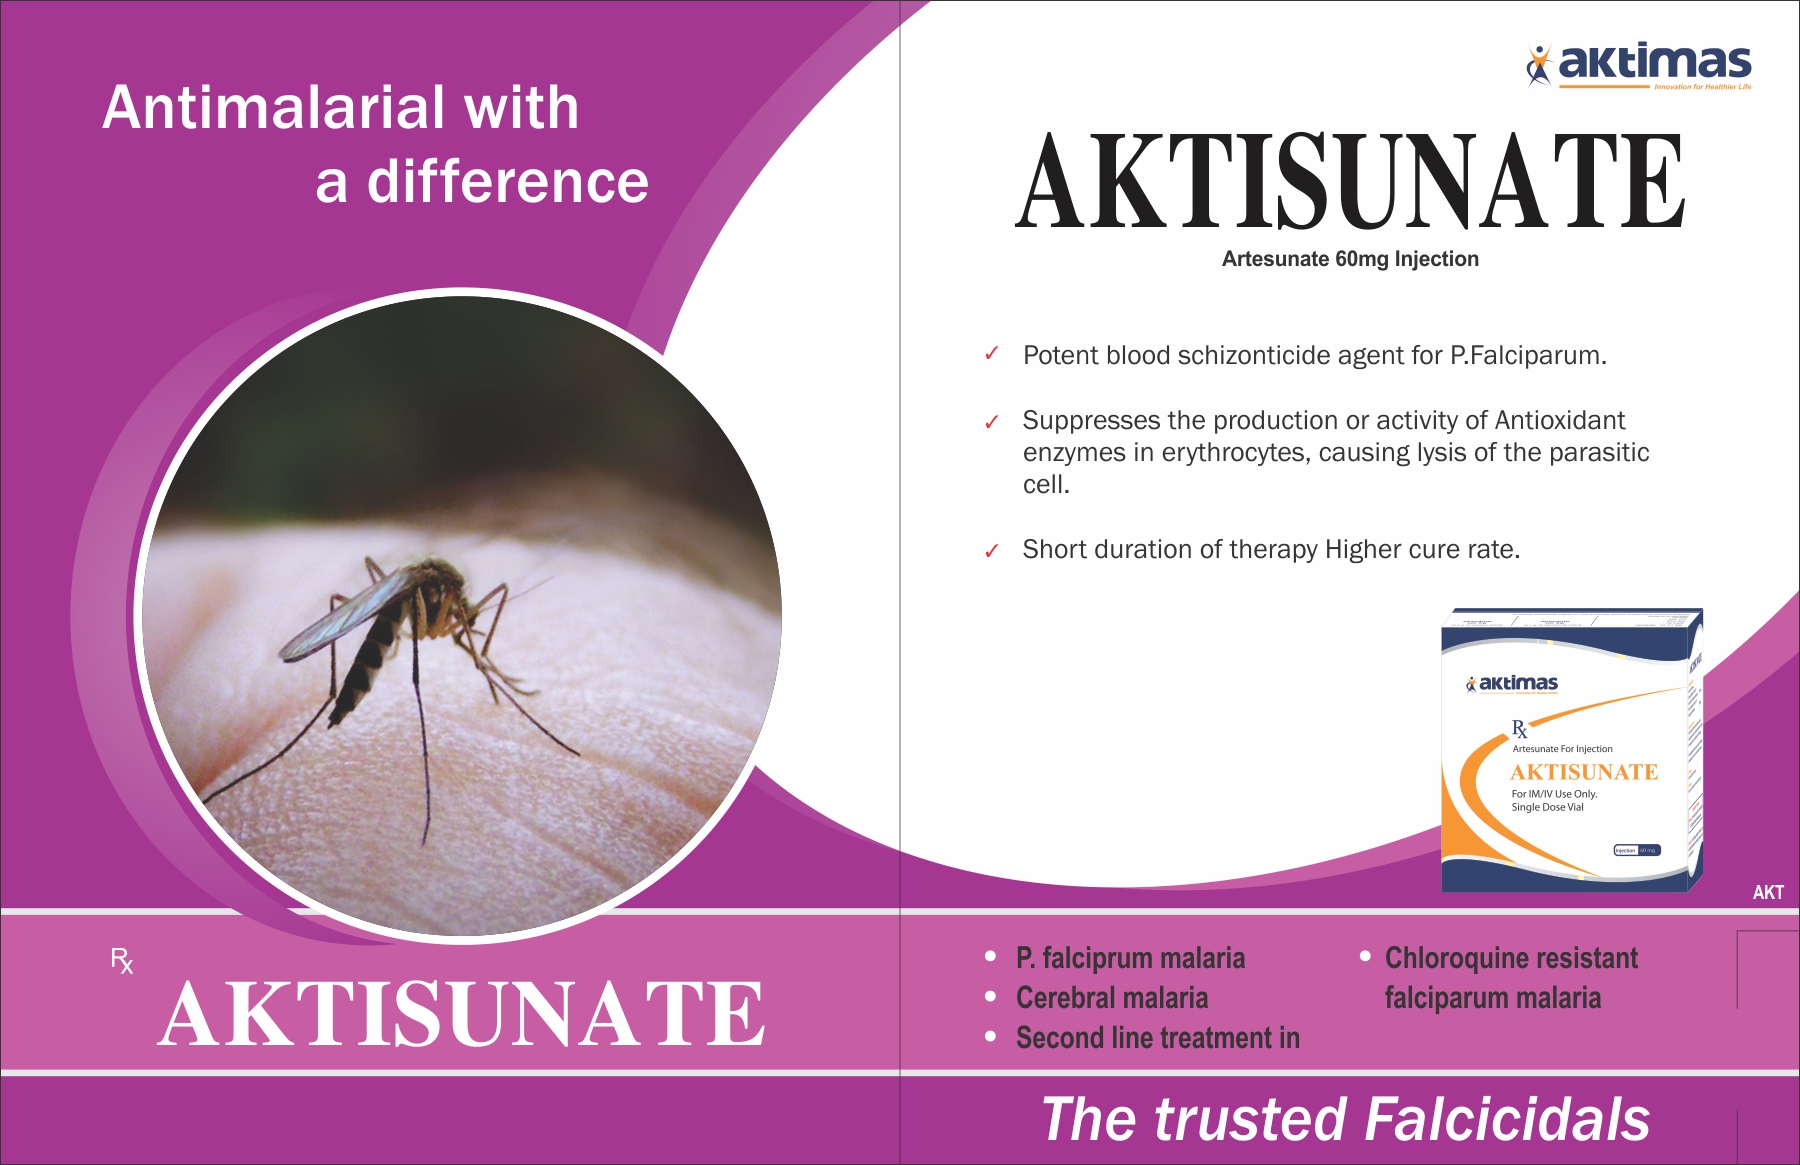 Antimalarial with
a difference
Rx
AKTISUNATE
aktimas
Innovation for Healthier Life
AKTISUNATE
Artesunate 60mg Injection
✓ Potent blood schizonticide agent for P.Falciparum.
✓ Suppresses the production or activity of Antioxidant
enzymes in erythrocytes, causing lysis of the parasitic
cell.
✓ Short duration of therapy Higher cure rate.
aktimas
Rx
Artesunate For Injection
AKTISUNATE
For IM/IV Use Only.
Single Dose Vial
Injection 60 mg
AKT
• P. falciprum malaria
• Cerebral malaria
• Second line treatment in
• Chloroquine resistant
falciparum malaria
The trusted Falcicidals